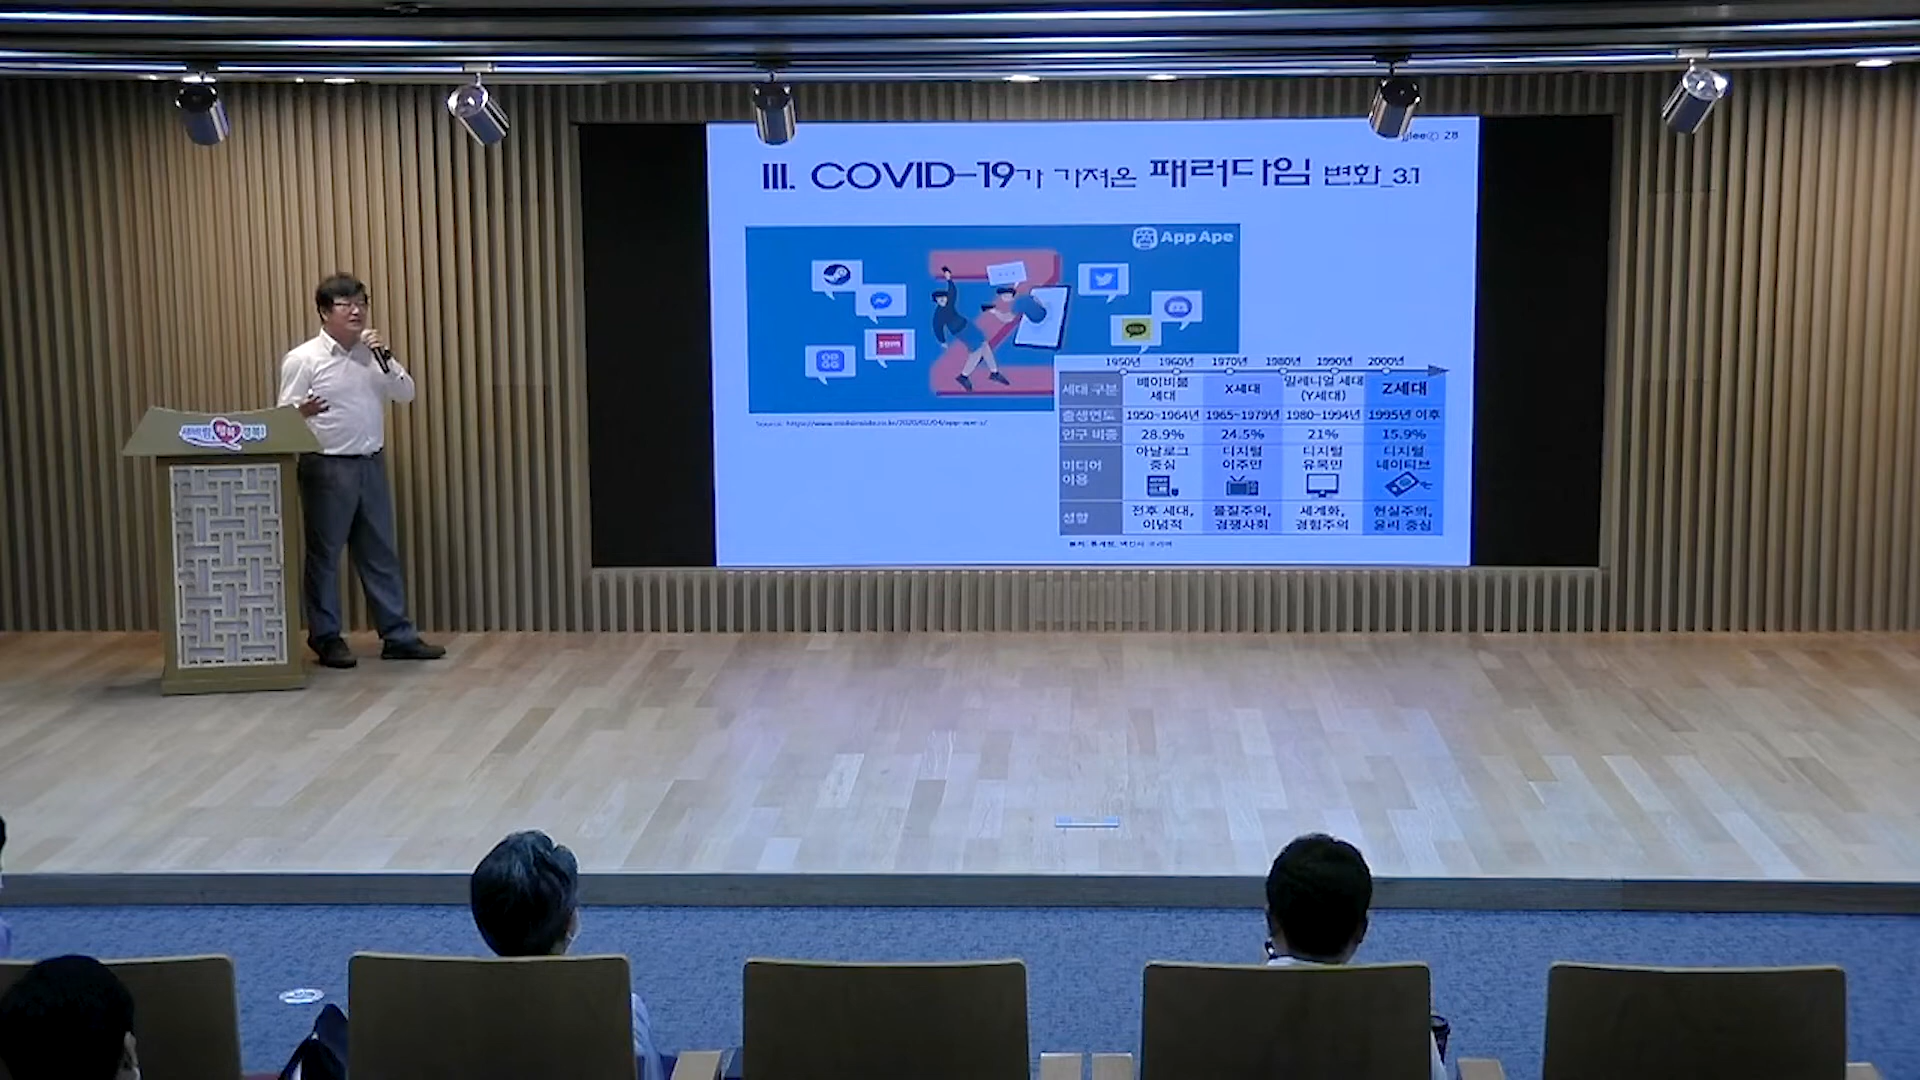 jjlee© 28
III. COVID-19가 가져온 패러다임 변화_3.1
App Ape
1950년 1960년 1970년 1980년 1990년 2000년
세대 구분 베이비붐 세대 X세대 밀레니얼 세대 (Y세대) Z세대
출생연도 1950~1964년 1965~1979년 1980~1994년 1995년 이후
인구 비중 28.9% 24.5% 21% 15.9%
미디어 이용 아날로그 중심 디지털 이주민 디지털 유목민 디지털 네이티브
성향 전후 세대, 이념적 물질주의, 경쟁사회 세계화, 경험주의 현실주의, 윤리 중심
새바람 행복 경북!